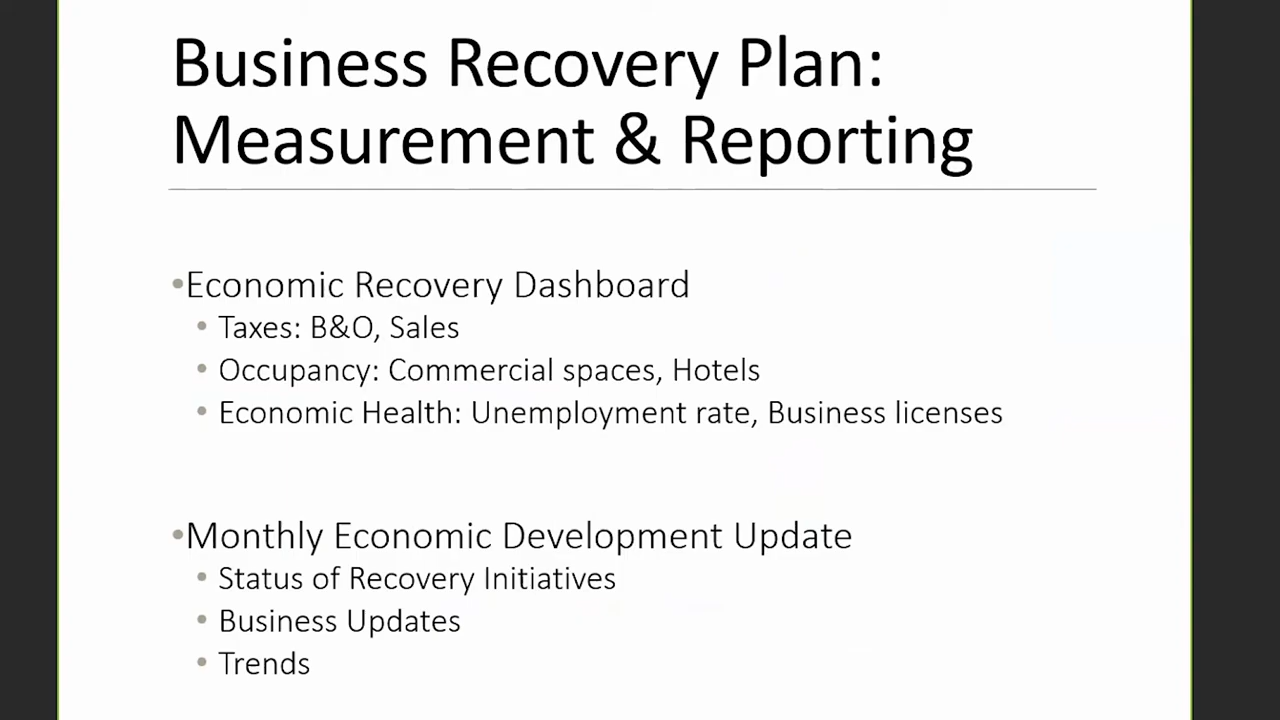 Business Recovery Plan:
Measurement & Reporting
•Economic Recovery Dashboard
• Taxes: B&O, Sales
• Occupancy: Commercial spaces, Hotels
• Economic Health: Unemployment rate, Business licenses
•Monthly Economic Development Update
• Status of Recovery Initiatives
• Business Updates
• Trends